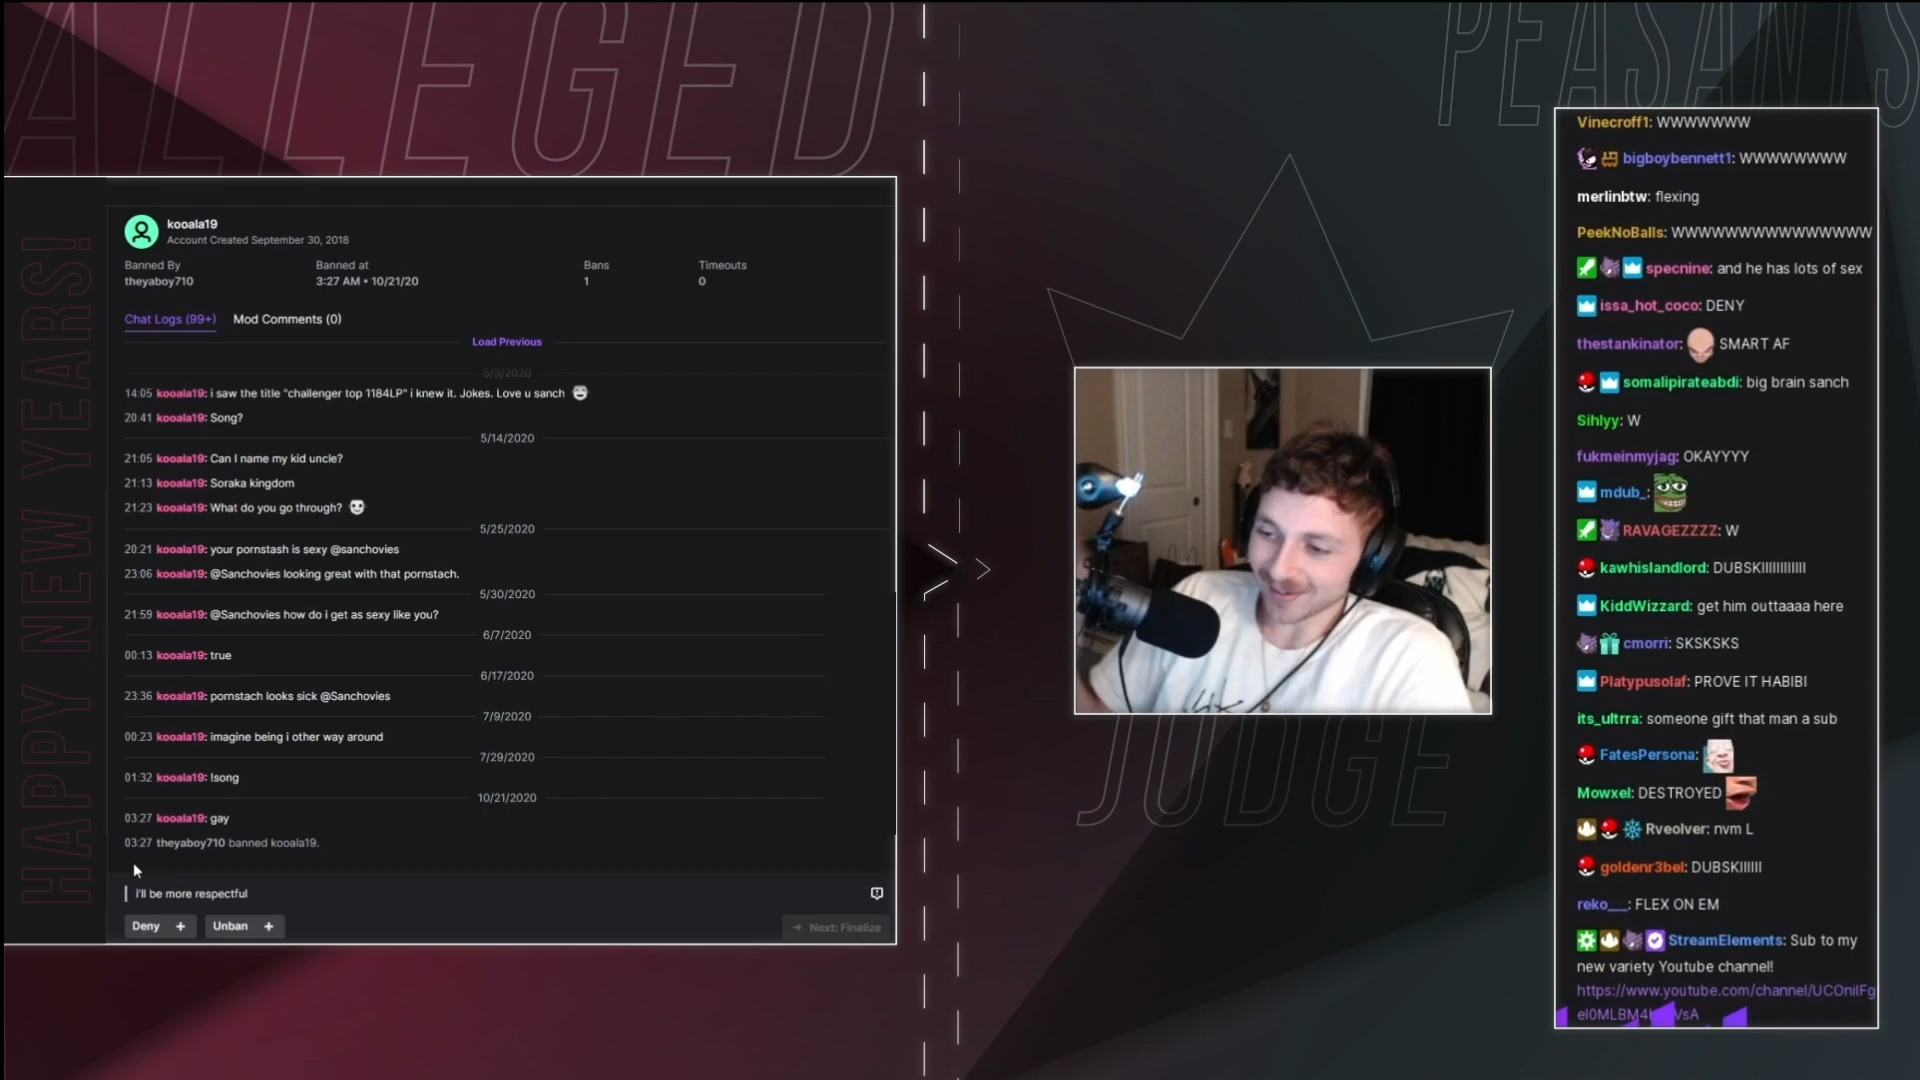 ALLEGED
PEASANTS
HAPPY NEW YEARS!
kooala19
Account Created September 30, 2018
Banned By
Banned at
Bans
Timeouts
theyaboy710
3:27 AM • 10/21/20
1
0
Chat Logs (99+)
Mod Comments (0)
Load Previous
5/3/2020
14:05 kooala19: i saw the title "challenger top 1184LP" i knew it. Jokes. Love u sanch
20:41 kooala19: Song?
5/14/2020
21:05 kooala19: Can I name my kid uncle?
21:13 kooala19: Soraka kingdom
21:23 kooala19: What do you go through?
5/25/2020
20:21 kooala19: your pornstash is sexy @sanchovies
23:06 kooala19: @Sanchovies looking great with that pornstach.
5/30/2020
21:59 kooala19: @Sanchovies how do i get as sexy like you?
6/7/2020
00:13 kooala19: true
6/17/2020
23:36 kooala19: pornstach looks sick @Sanchovies
7/9/2020
00:23 kooala19: imagine being i other way around
7/29/2020
01:32 kooala19: !song
10/21/2020
03:27 kooala19: gay
03:27 theyaboy710 banned kooala19.
i'll be more respectful
Deny +
Unban +
Next: Finalize
JUDGE
Vinecroff1: WWWWWWW
bigboybennett1: WWWWWWWW
merlinbtw: flexing
PeekNoBalls: WWWWWWWWWWWWWWW
specnine: and he has lots of sex
issa_hot_coco: DENY
thestankinator: SMART AF
somalipirateabdi: big brain sanch
Sihlyy: W
fukmeinmyjag: OKAYYYY
mdub_:
RAVAGEZZZZ: W
kawhislandlord: DUBSKIIIIIIIIIIII
KiddWizzard: get him outtaaaa here
cmorri: SKSKSKS
Platypusolaf: PROVE IT HABIBI
its_ultrra: someone gift that man a sub
FatesPersona:
Mowxel: DESTROYED
Rveolver: nvm L
goldenr3bel: DUBSKIIIIII
reko___: FLEX ON EM
StreamElements: Sub to my
new variety Youtube channel!
https://www.youtube.com/channel/UCOnilFg